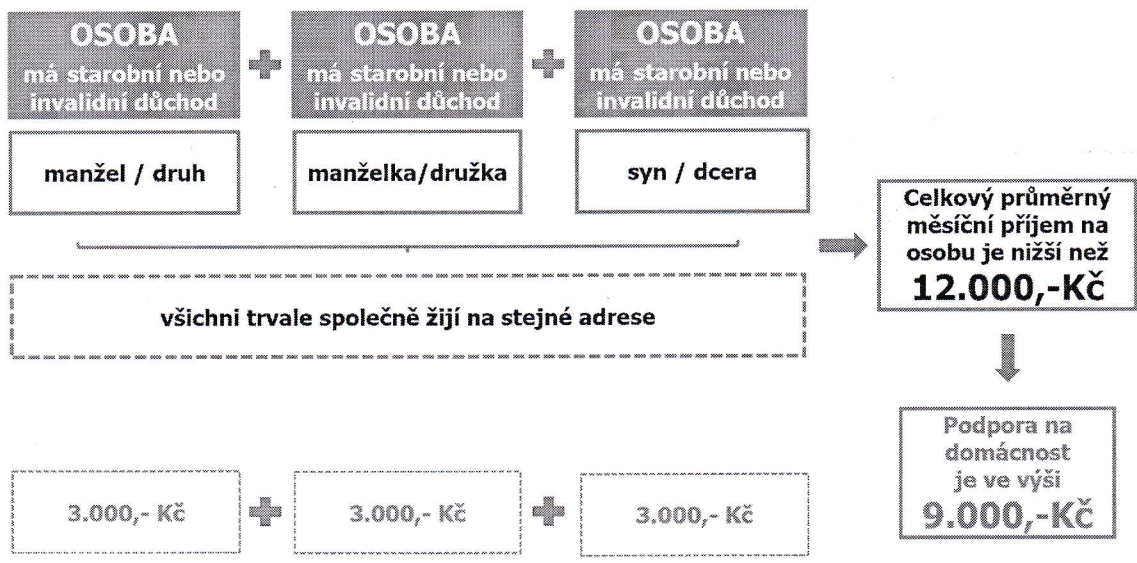 OSOBA
má starobní nebo
invalidní důchod
OSOBA
má starobní nebo
invalidní důchod
OSOBA
má starobní nebo
invalidní důchod
manžel / druh
manželka/družka
syn / dcera
všichni trvale společně žijí na stejné adrese
Celkový průměrný
měsíční příjem na
osobu je nižší než
12.000,-Kč
3.000,- Kč
3.000,- Kč
3.000,- Kč
Podpora na
domácnost
je ve výši
9.000,-Kč